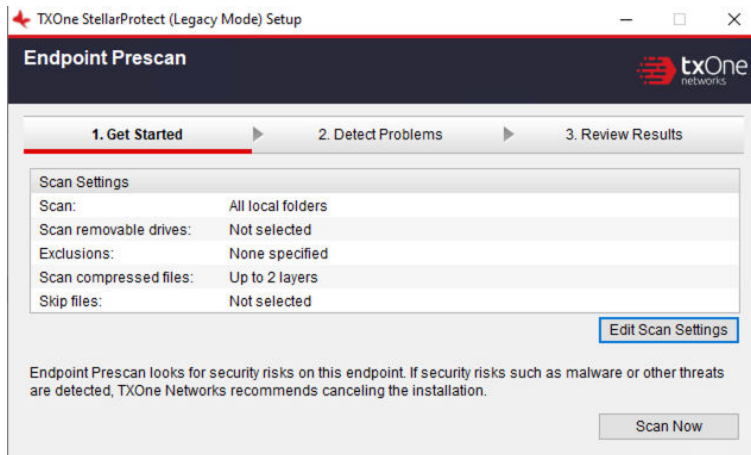 TXOne StellarProtect (Legacy Mode) Setup
Endpoint Prescan
txOne
networks
1. Get Started
2. Detect Problems
3. Review Results
Scan Settings
Scan: All local folders
Scan removable drives: Not selected
Exclusions: None specified
Scan compressed files: Up to 2 layers
Skip files: Not selected
Edit Scan Settings
Endpoint Prescan looks for security risks on this endpoint. If security risks such as malware or other threats
are detected, TXOne Networks recommends canceling the installation.
Scan Now